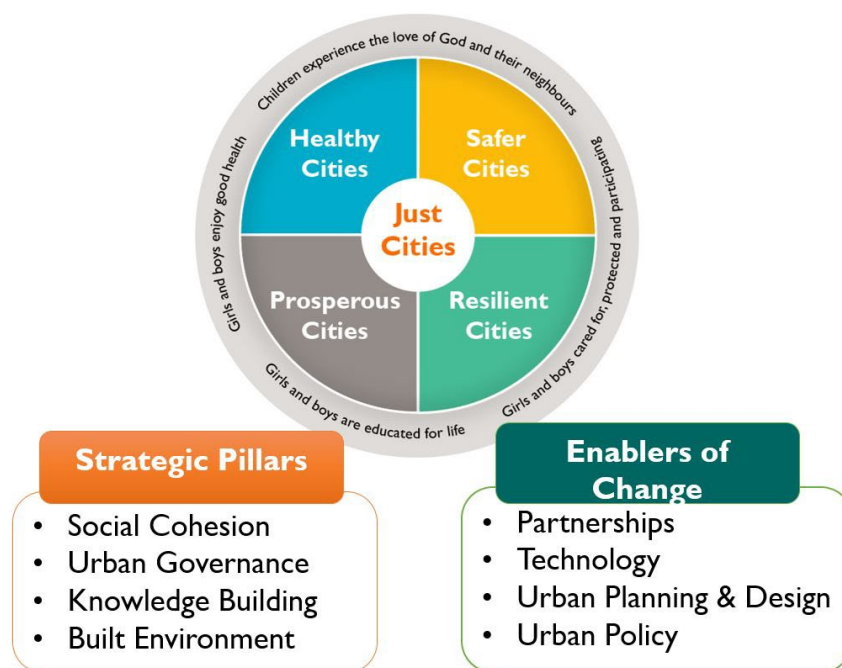 Children experience the love of God and their neighbours
Girls and boys enjoy good health
Girls and boys cared for, protected and participating
Girls and boys are educated for life
Healthy
Cities
Safer
Cities
Just
Cities
Prosperous
Cities
Resilient
Cities
Strategic Pillars
• Social Cohesion
• Urban Governance
• Knowledge Building
• Built Environment
Enablers of
Change
• Partnerships
• Technology
• Urban Planning & Design
• Urban Policy